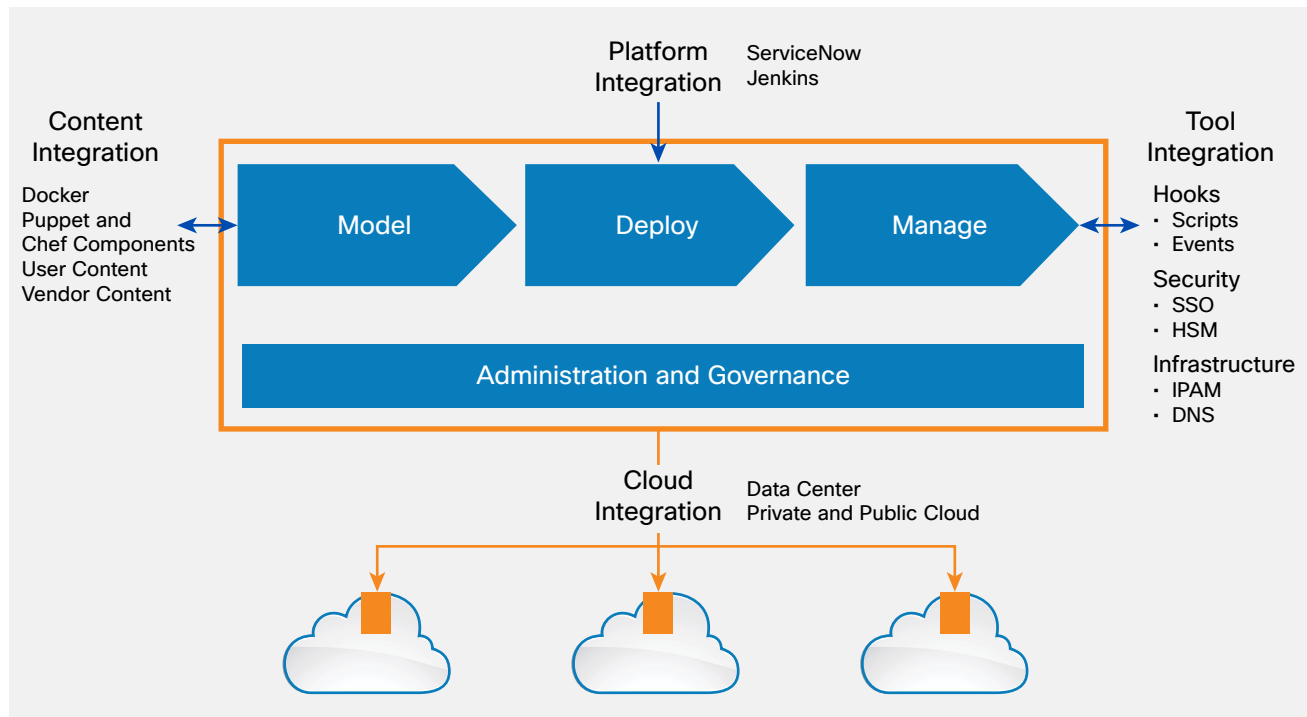 Platform
Integration
ServiceNow
Jenkins
Content
Integration
Docker
Puppet and
Chef Components
User Content
Vendor Content
Model
Deploy
Manage
Administration and Governance
Tool
Integration
Hooks
· Scripts
· Events
Security
· SSO
· HSM
Infrastructure
· IPAM
· DNS
Cloud
Integration
Data Center
Private and Public Cloud